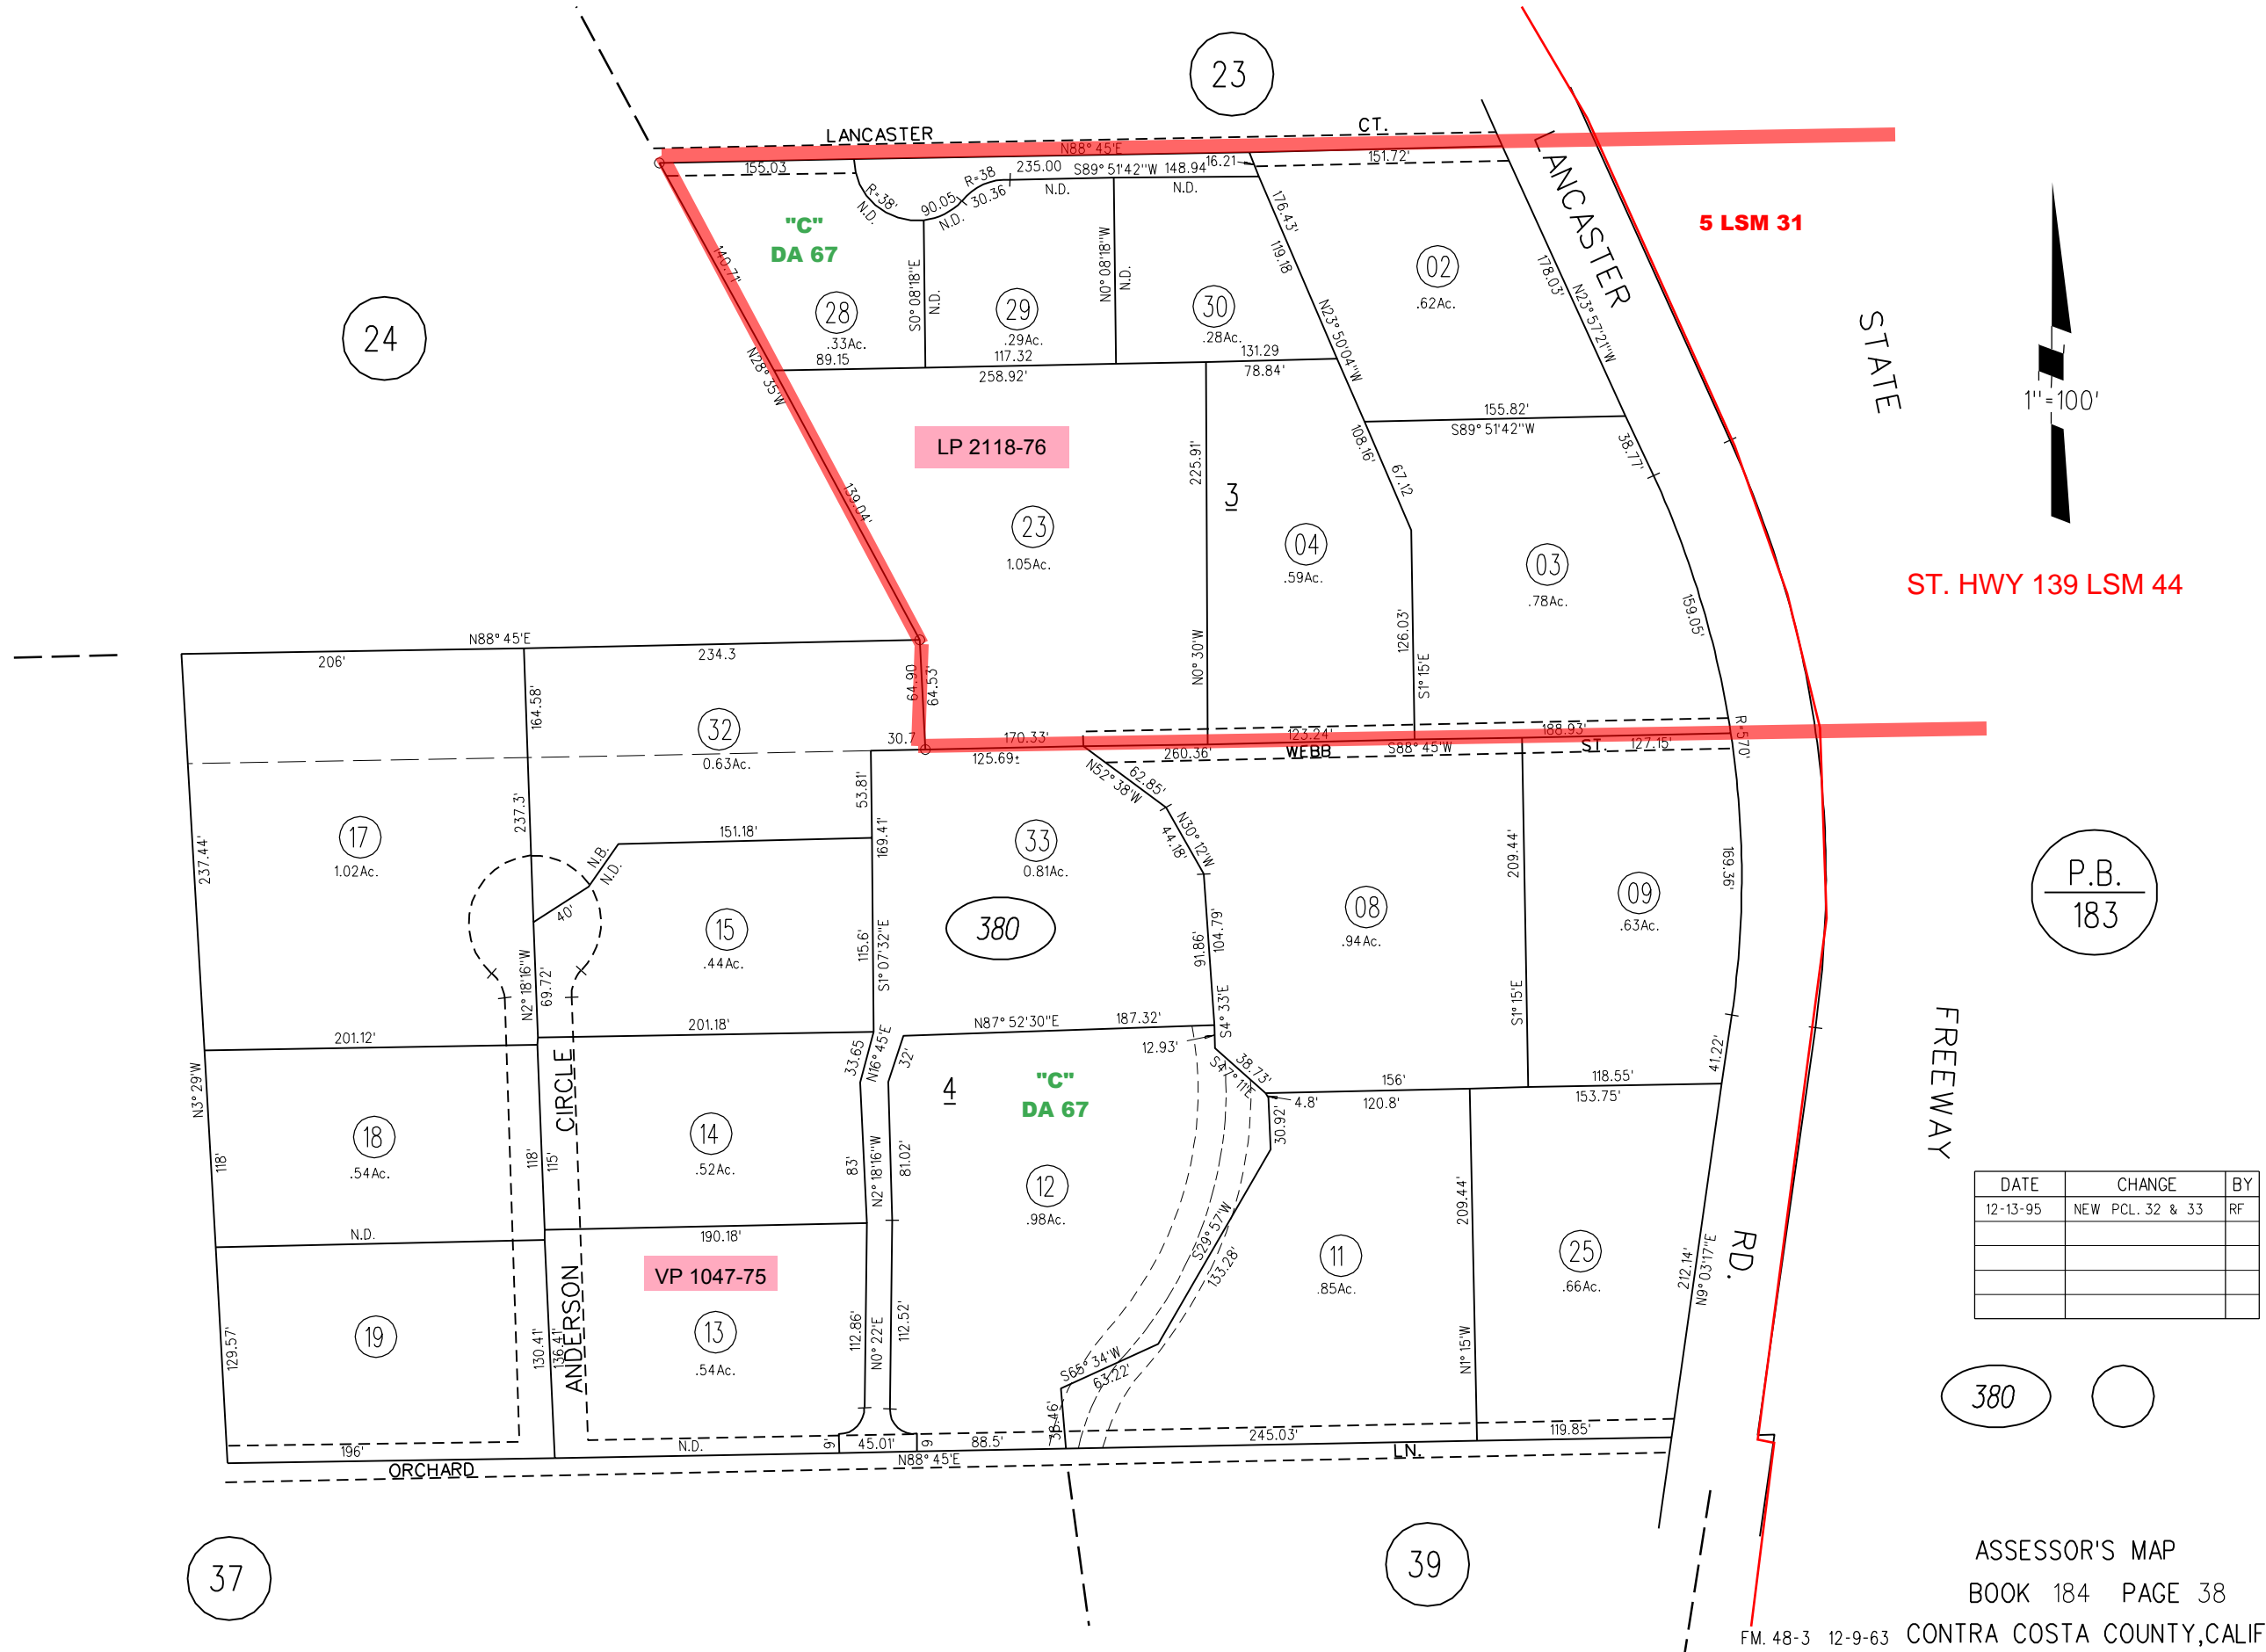 23
LANCASTER
CT.
N88° 45'E
155.03
R=38'
N.D.
90.05
N.D.
R=38
30.36
235.00
N.D.
S89° 51'42"W
148.94
N.D.
16.21
151.72'
LANCASTER
5 LSM 31
"C"
DA 67
140.71'
S0° 08'18"E
N.D.
N0° 08'18"W
N.D.
176.43'
119.18
02
.62Ac.
178.03'
N23° 57'21"W
24
28
.33Ac.
89.15
29
.29Ac.
117.32
30
.28Ac.
131.29
N23° 50'04"W
STATE
1"=100'
N28° 35'W
258.92'
78.84'
155.82'
S89° 51'42"W
38.77'
LP 2118-76
225.91'
108.16'
67.12
3
139.04'
23
1.05Ac.
04
.59Ac.
03
.78Ac.
159.05'
ST. HWY 139 LSM 44
N88° 45'E
206'
234.3
64.90
64.53'
N0° 30'W
126.03'
S1° 15'E
164.58'
32
0.63Ac.
30.7
170.33'
125.69±
123.24'
260.36'
WEBB
S88° 45'W
188.93'
ST.
127.15'
R=570'
N52° 38'W
62.85'
53.81'
17
1.02Ac.
237.44'
237.3'
151.18'
169.41'
33
0.81Ac.
N30° 12'W
44.18'
209.44'
169.36'
P.B.
183
N.B.
N.D.
40'
15
.44Ac.
115.6'
S1° 07'32"E
380
91.86'
104.79'
08
.94Ac.
09
.63Ac.
N2° 18'16"W
69.72'
S4° 33'E
S1° 15'E
201.12'
201.18'
N87° 52'30"E
187.32'
12.93'
41.22'
FREEWAY
N3° 29'W
CIRCLE
33.65
N16° 45'E
32'
4
"C"
DA 67
38.73'
S47° 11'E
4.8'
156'
120.8'
118.55'
153.75'
30.92'
18
.54Ac.
118'
118'
115'
14
.52Ac.
83'
N2° 18'16"W
81.02'
12
.98Ac.
209.44'
DATE CHANGE BY
12-13-95 NEW PCL. 32 & 33 RF
N.D.
190.18'
S29° 57'W
133.28'
11
.85Ac.
25
.66Ac.
212.14'
N9° 03'17"E
RD.
VP 1047-75
ANDERSON
19
129.57'
130.41'
136.41'
13
.54Ac.
112.86'
N0° 22'E
112.52'
S65° 34'W
63.22'
N1° 15'W
380
38.46'
196'
N.D.
9'
45.01'
9'
88.5'
245.03'
119.85'
ORCHARD
N88° 45'E
LN.
37
39
ASSESSOR'S MAP
BOOK 184 PAGE 38
FM. 48-3 12-9-63 CONTRA COSTA COUNTY,CALIF